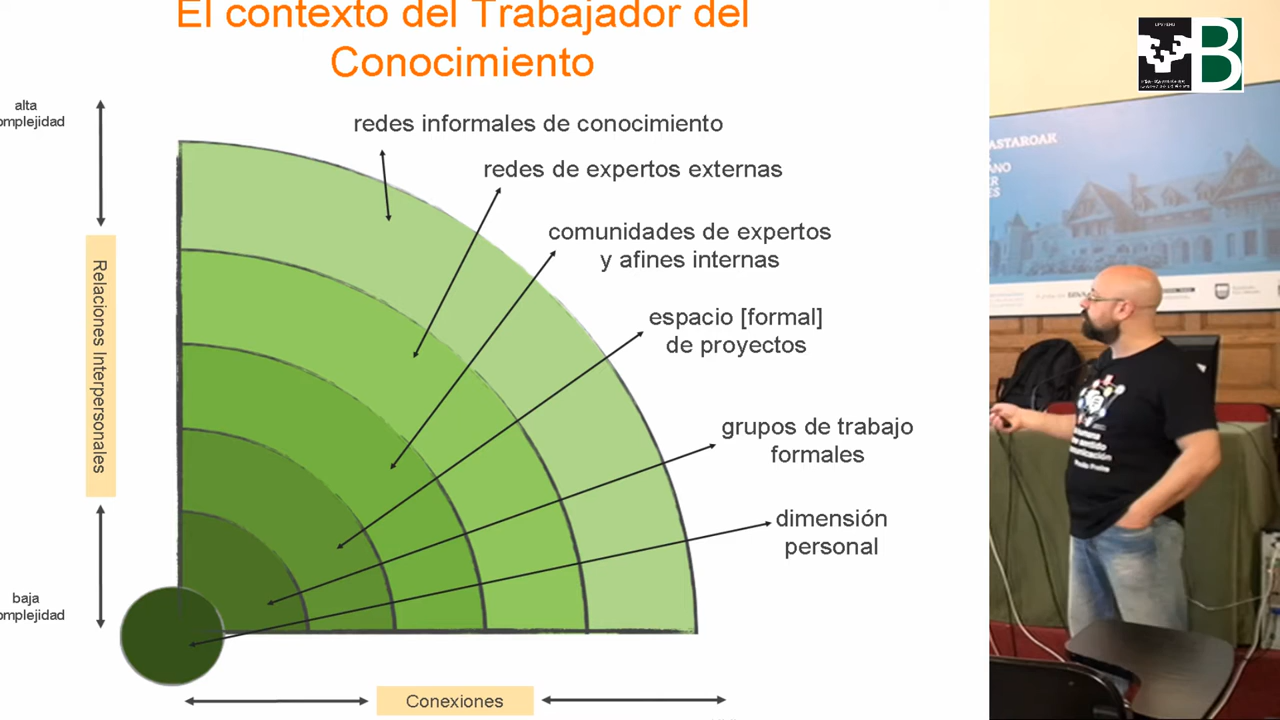 El contexto del Trabajador del
Conocimiento
alta
omplejidad
redes informales de conocimiento
redes de expertos externas
comunidades de expertos
y afines internas
espacio [formal]
de proyectos
grupos de trabajo
formales
dimensión
personal
Relaciones Interpersonales
baja
omplejidad
Conexiones
B
ASTAROAK